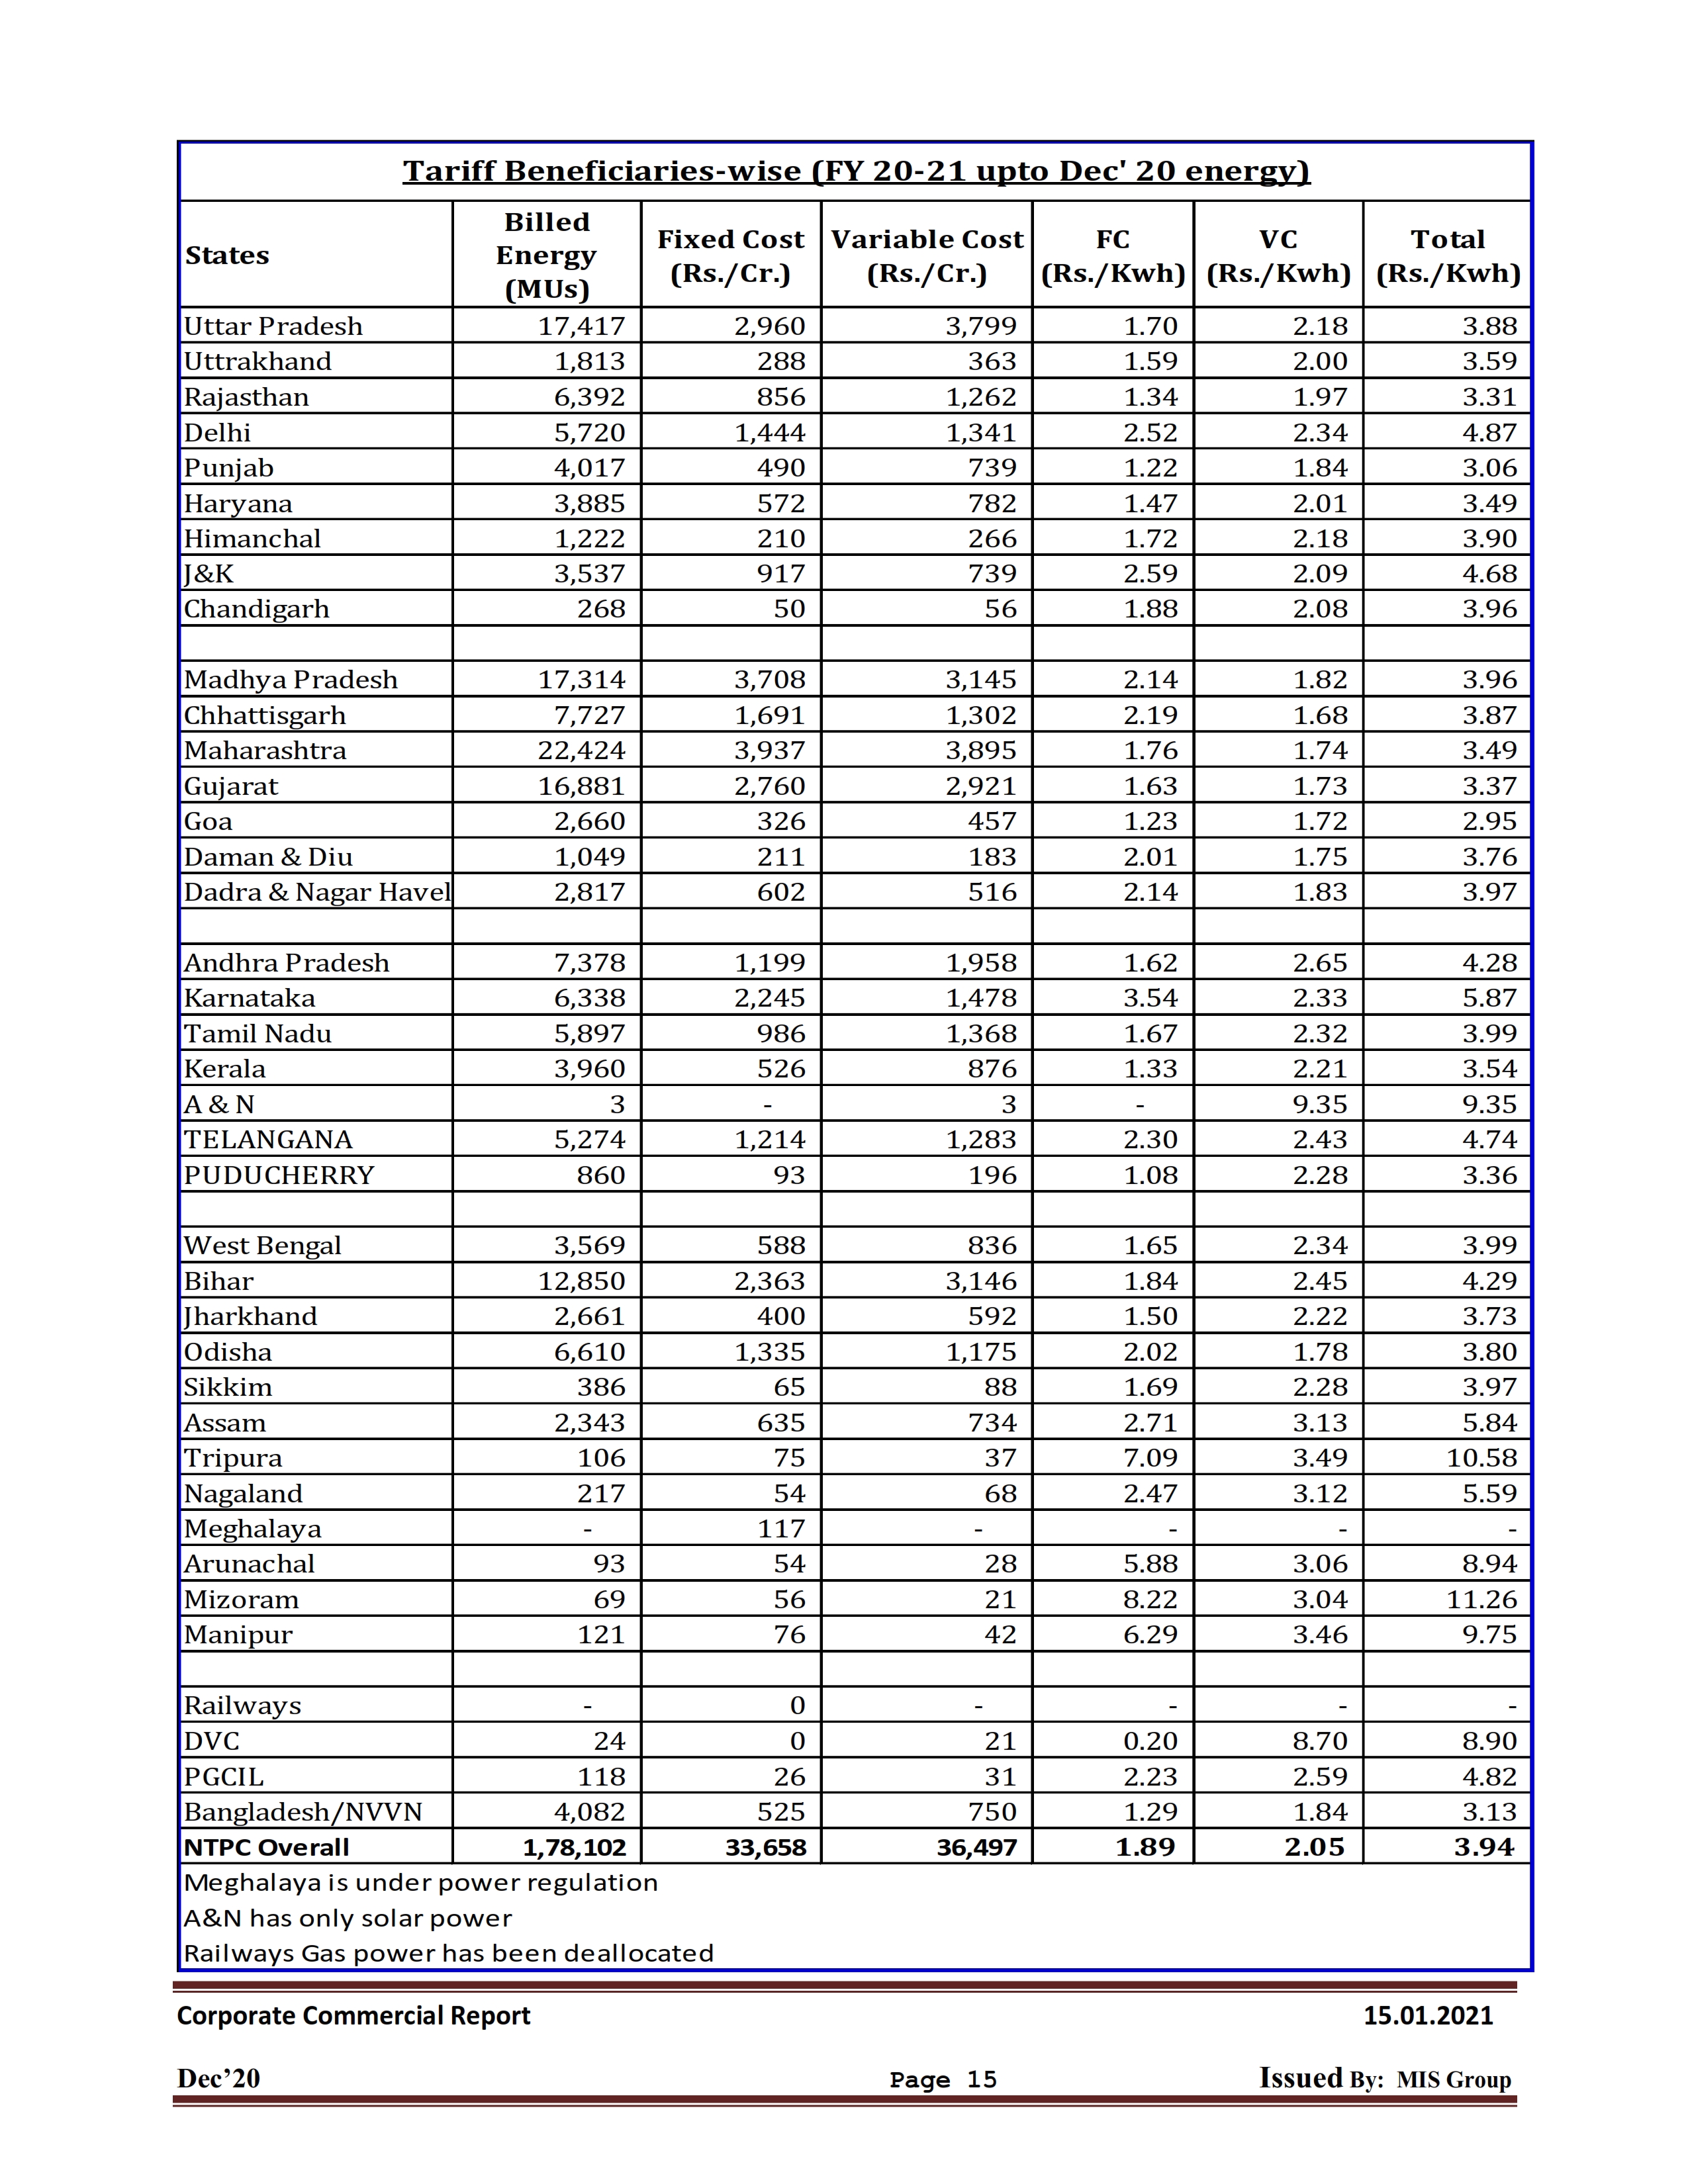 Tariff Beneficiaries-wise (FY 20-21 upto Dec' 20 energy)
States Billed Energy (MUs) Fixed Cost (Rs./Cr.) Variable Cost (Rs./Cr.) FC (Rs./Kwh) VC (Rs./Kwh) Total (Rs./Kwh)
Uttar Pradesh 17,417 2,960 3,799 1.70 2.18 3.88
Uttrakhand 1,813 288 363 1.59 2.00 3.59
Rajasthan 6,392 856 1,262 1.34 1.97 3.31
Delhi 5,720 1,444 1,341 2.52 2.34 4.87
Punjab 4,017 490 739 1.22 1.84 3.06
Haryana 3,885 572 782 1.47 2.01 3.49
Himanchal 1,222 210 266 1.72 2.18 3.90
J&K 3,537 917 739 2.59 2.09 4.68
Chandigarh 268 50 56 1.88 2.08 3.96
Madhya Pradesh 17,314 3,708 3,145 2.14 1.82 3.96
Chhattisgarh 7,727 1,691 1,302 2.19 1.68 3.87
Maharashtra 22,424 3,937 3,895 1.76 1.74 3.49
Gujarat 16,881 2,760 2,921 1.63 1.73 3.37
Goa 2,660 326 457 1.23 1.72 2.95
Daman & Diu 1,049 211 183 2.01 1.75 3.76
Dadra & Nagar Havel 2,817 602 516 2.14 1.83 3.97
Andhra Pradesh 7,378 1,199 1,958 1.62 2.65 4.28
Karnataka 6,338 2,245 1,478 3.54 2.33 5.87
Tamil Nadu 5,897 986 1,368 1.67 2.32 3.99
Kerala 3,960 526 876 1.33 2.21 3.54
A & N 3 - 3 - 9.35 9.35
TELANGANA 5,274 1,214 1,283 2.30 2.43 4.74
PUDUCHERRY 860 93 196 1.08 2.28 3.36
West Bengal 3,569 588 836 1.65 2.34 3.99
Bihar 12,850 2,363 3,146 1.84 2.45 4.29
Jharkhand 2,661 400 592 1.50 2.22 3.73
Odisha 6,610 1,335 1,175 2.02 1.78 3.80
Sikkim 386 65 88 1.69 2.28 3.97
Assam 2,343 635 734 2.71 3.13 5.84
Tripura 106 75 37 7.09 3.49 10.58
Nagaland 217 54 68 2.47 3.12 5.59
Meghalaya - 117 - - - -
Arunachal 93 54 28 5.88 3.06 8.94
Mizoram 69 56 21 8.22 3.04 11.26
Manipur 121 76 42 6.29 3.46 9.75
Railways - 0 - - - -
DVC 24 0 21 0.20 8.70 8.90
PGCIL 118 26 31 2.23 2.59 4.82
Bangladesh/NVVN 4,082 525 750 1.29 1.84 3.13
NTPC Overall 1,78,102 33,658 36,497 1.89 2.05 3.94
Meghalaya is under power regulation
A&N has only solar power
Railways Gas power has been deallocated
Corporate Commercial Report 15.01.2021
Dec’20 Page 15 Issued By: MIS Group